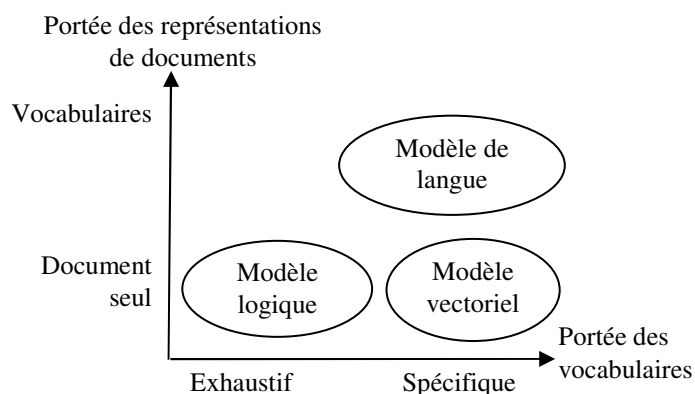 Portée des représentations
de documents
Vocabulaires
Modèle de
langue
Document
seul
Modèle
logique
Modèle
vectoriel
Portée des
vocabulaires
Exhaustif
Spécifique